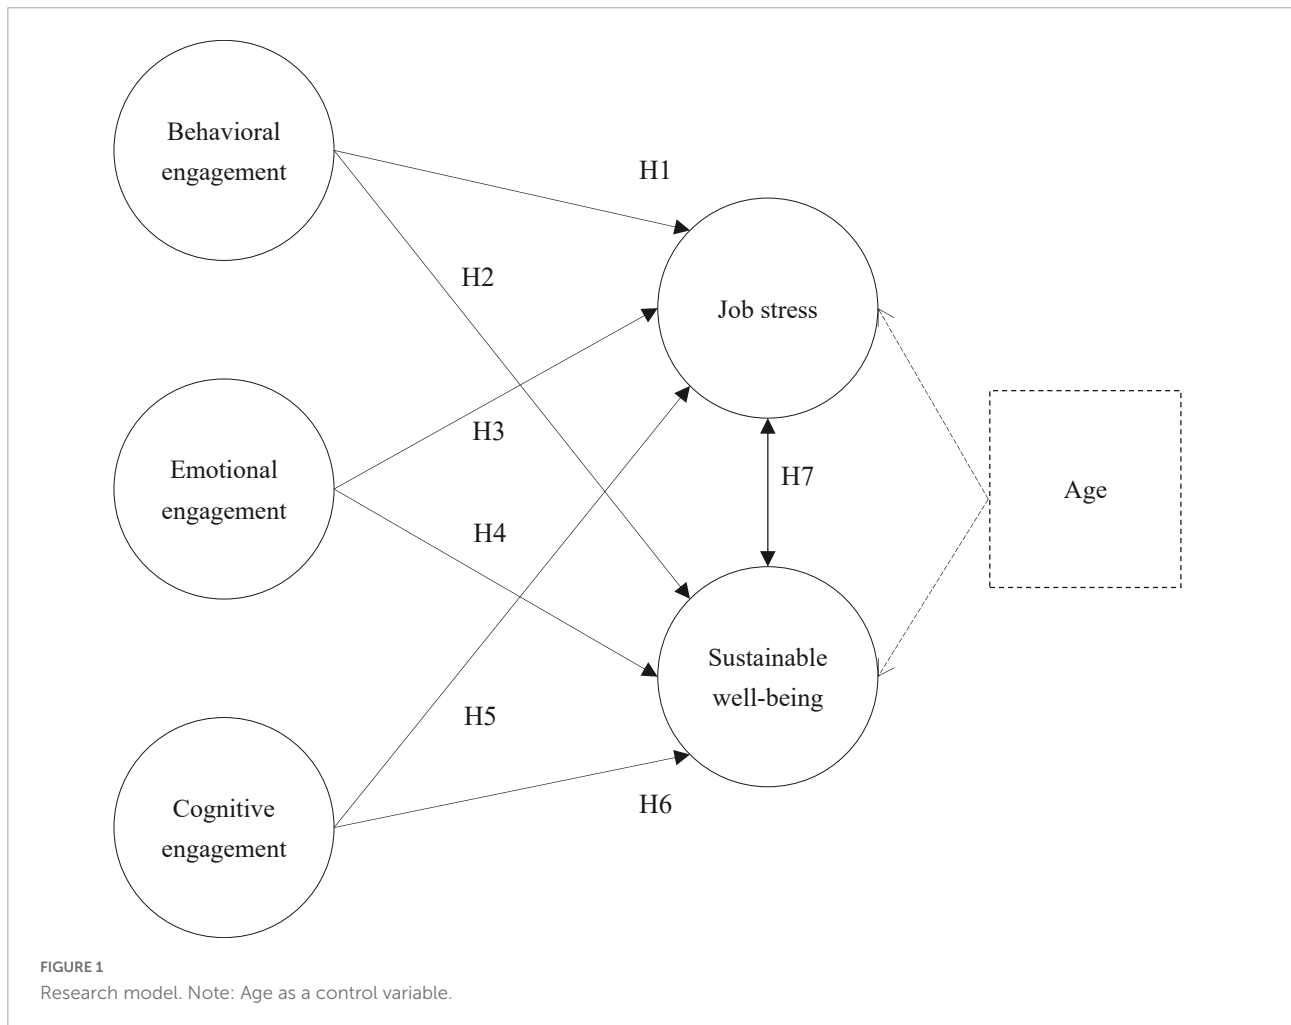 Behavioral
engagement
H1
H2
Job stress
H3
Emotional
engagement
H4
H7
Age
Sustainable
well-being
H5
Cognitive
engagement
H6
FIGURE 1
Research model. Note: Age as a control variable.